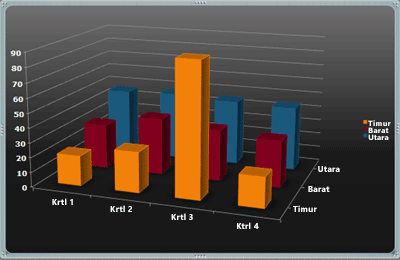 90
80
70
60
50
40
30
20
10
0
Krtl 1
Krtl 2
Krtl 3
Ktrl 4
Timur
Barat
Utara
Timur
Barat
Utara